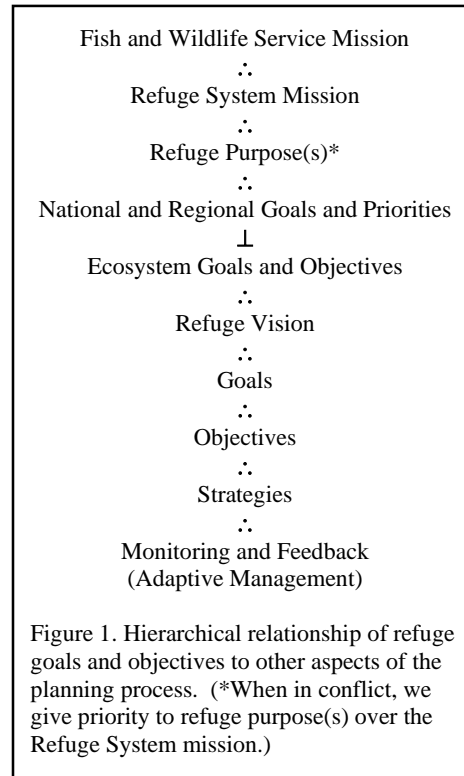 Fish and Wildlife Service Mission
∴
Refuge System Mission
∴
Refuge Purpose(s)*
∴
National and Regional Goals and Priorities
⊥
Ecosystem Goals and Objectives
∴
Refuge Vision
∴
Goals
∴
Objectives
∴
Strategies
∴
Monitoring and Feedback
(Adaptive Management)
Figure 1. Hierarchical relationship of refuge
goals and objectives to other aspects of the
planning process. (*When in conflict, we
give priority to refuge purpose(s) over the
Refuge System mission.)